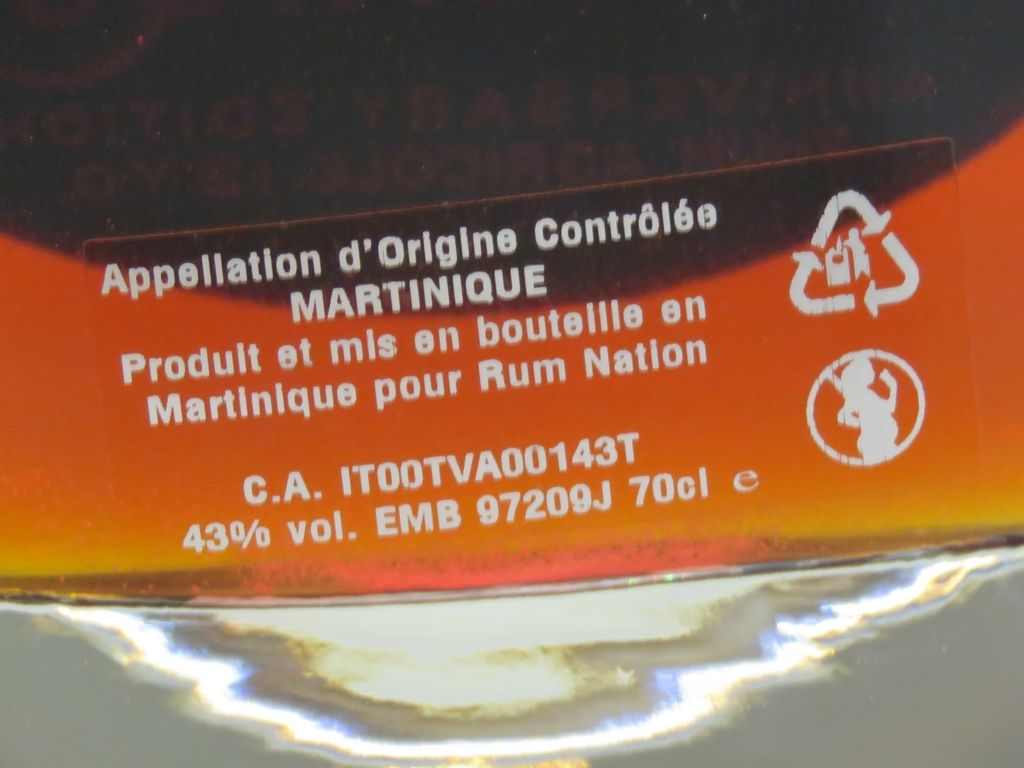 Appellation d'Origine Contrôlée
MARTINIQUE
Produit et mis en bouteille en
Martinique pour Rum Nation
C.A. IT00TVA00143T
43% vol. EMB 97209J 70cl e